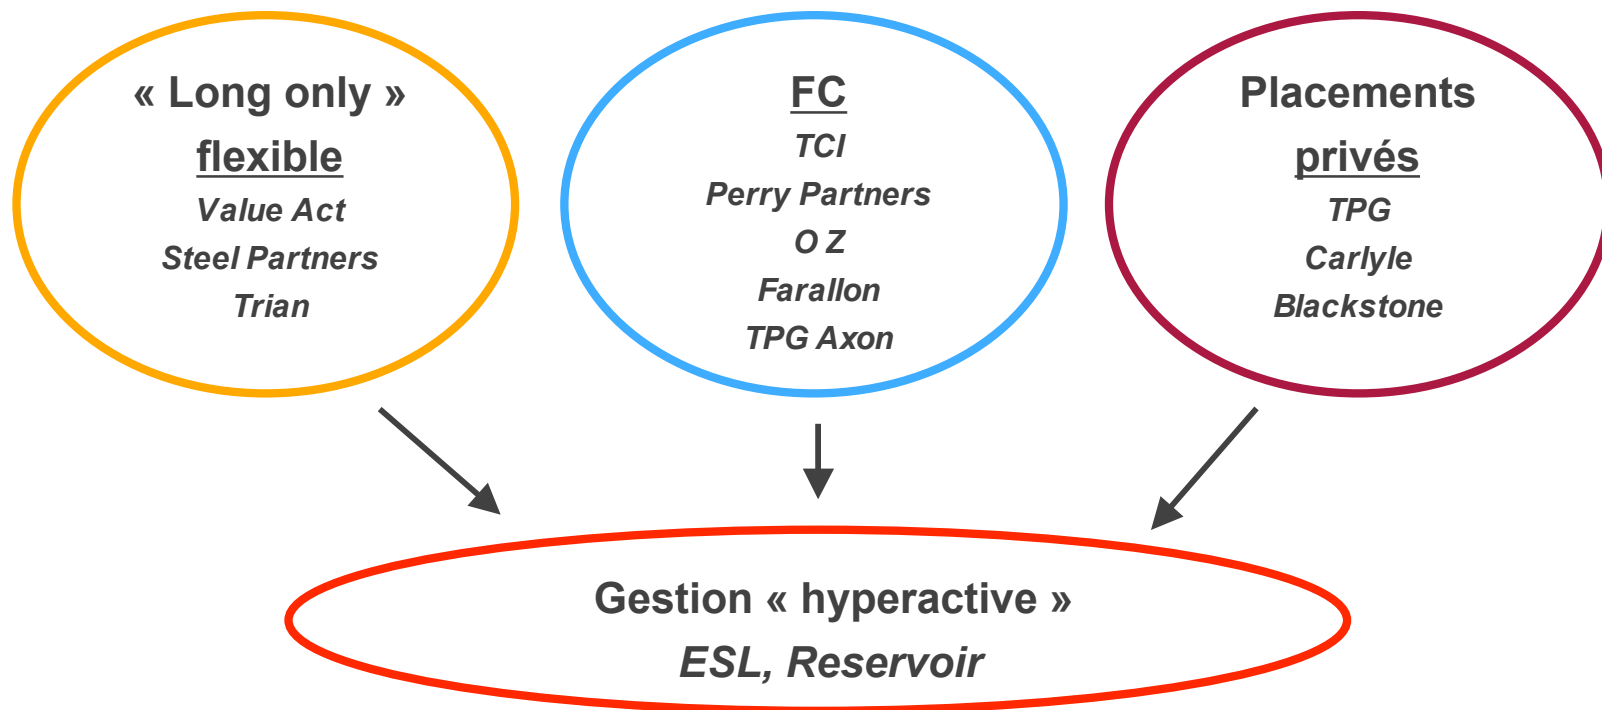 « Long only »
flexible
Value Act
Steel Partners
Trian
FC
TCI
Perry Partners
O Z
Farallon
TPG Axon
Placements
privés
TPG
Carlyle
Blackstone
Gestion « hyperactive »
ESL, Reservoir